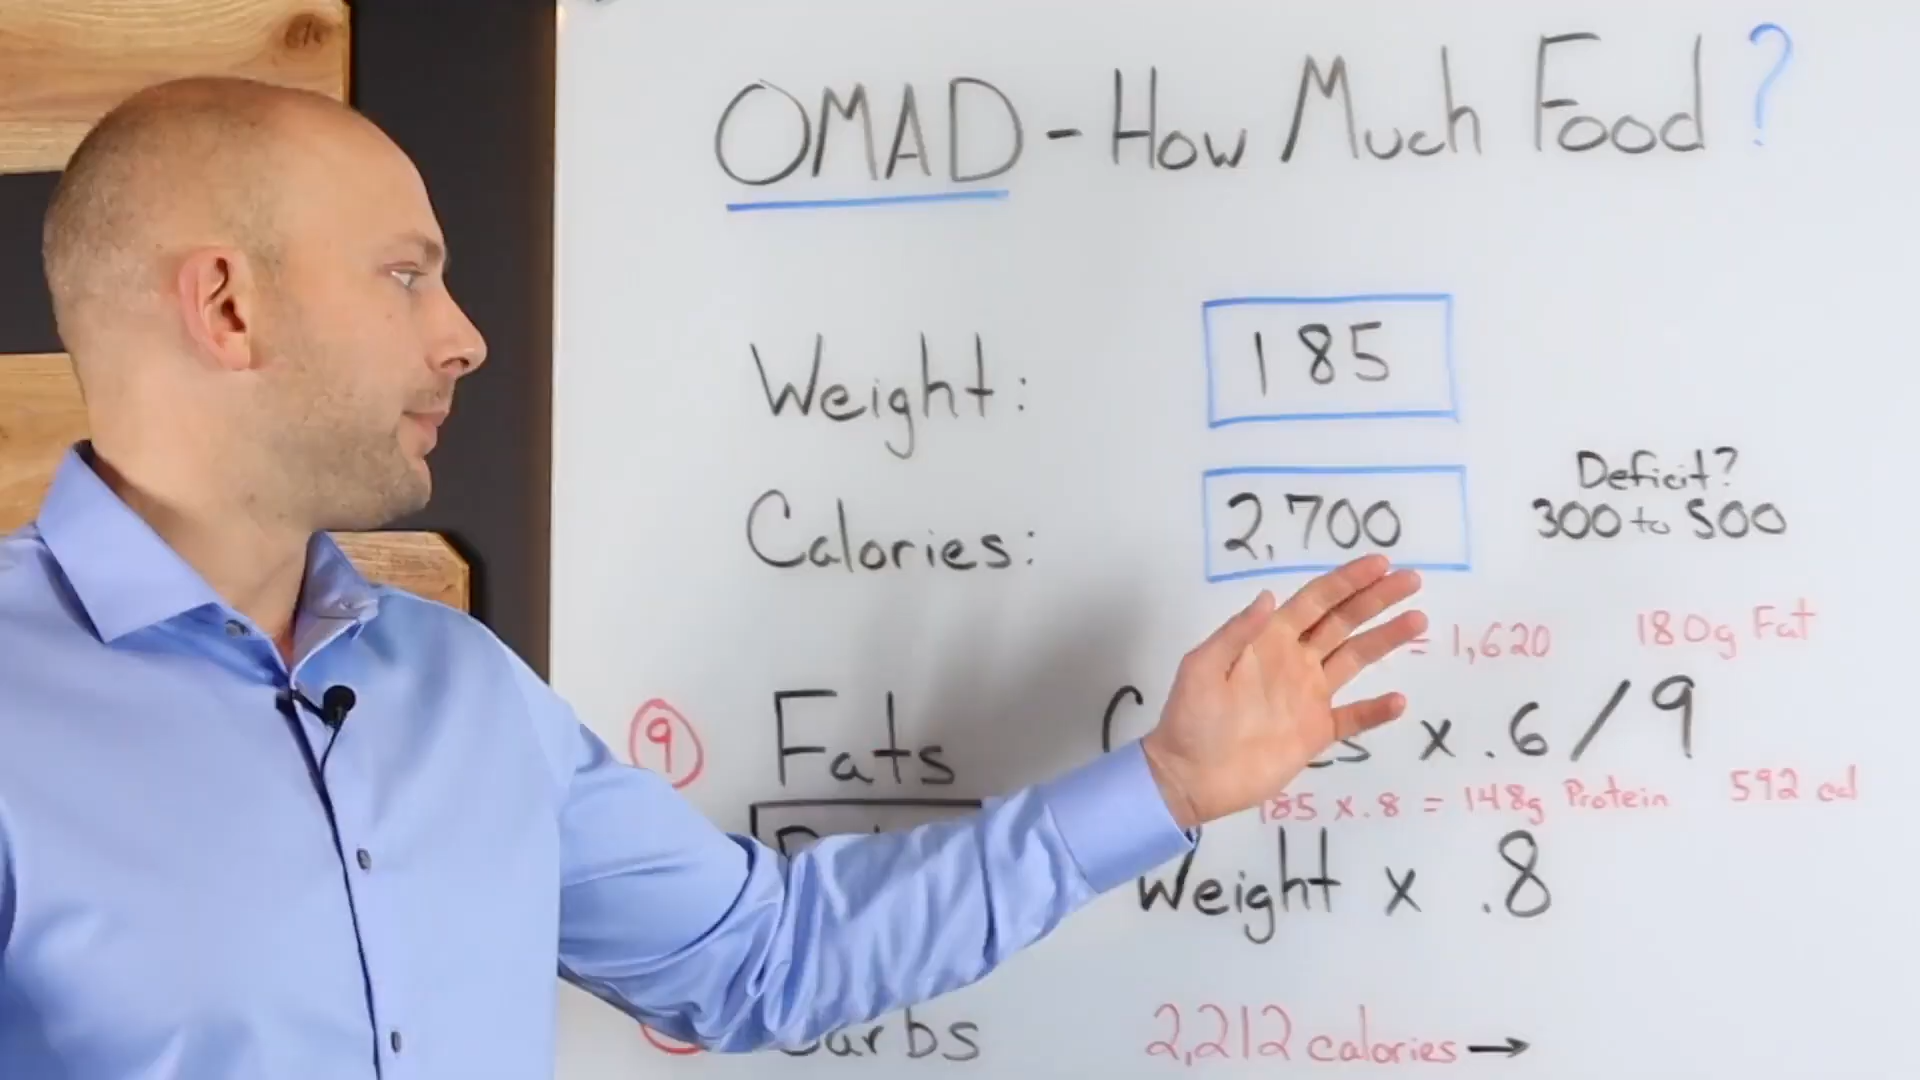 OMAD - How Much Food?
Weight: 185
Calories: 2,700
Deficit?
300 to 500
= 1,620 180g Fat
9 Fats x .6 / 9
185 x .8 = 148g Protein 592 cal
Weight x .8
Carbs 2,212 calories →